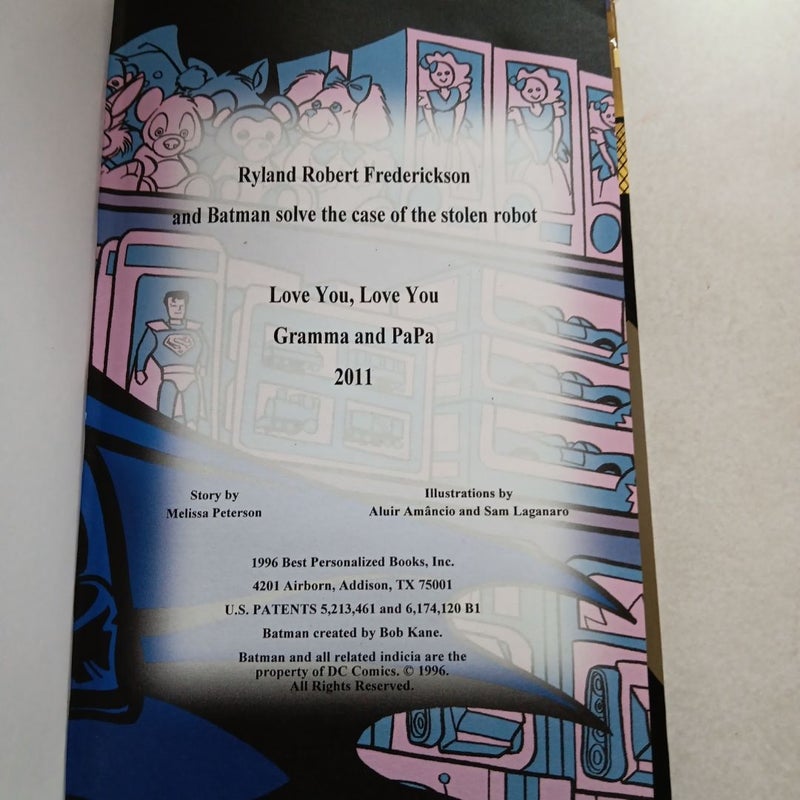 Ryland Robert Frederickson
and Batman solve the case of the stolen robot
Love You, Love You
Gramma and PaPa
2011
Story by
Melissa Peterson
Illustrations by
Aluir Amâncio and Sam Laganaro
1996 Best Personalized Books, Inc.
4201 Airborn, Addison, TX 75001
U.S. PATENTS 5,213,461 and 6,174,120 B1
Batman created by Bob Kane.
Batman and all related indicia are the
property of DC Comics. © 1996.
All Rights Reserved.